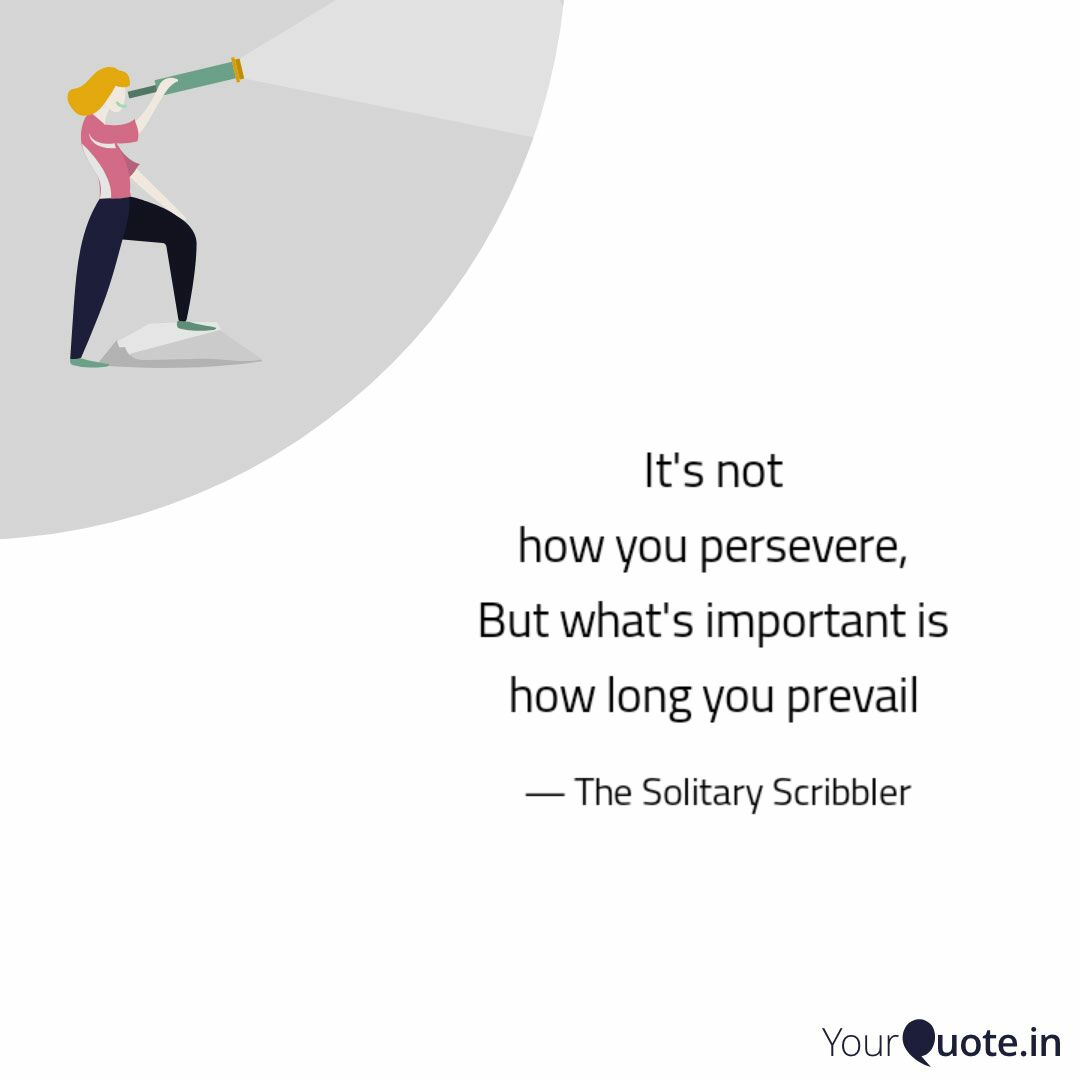 It's not
how you persevere,
But what's important is
how long you prevail
— The Solitary Scribbler
YourQuote.in